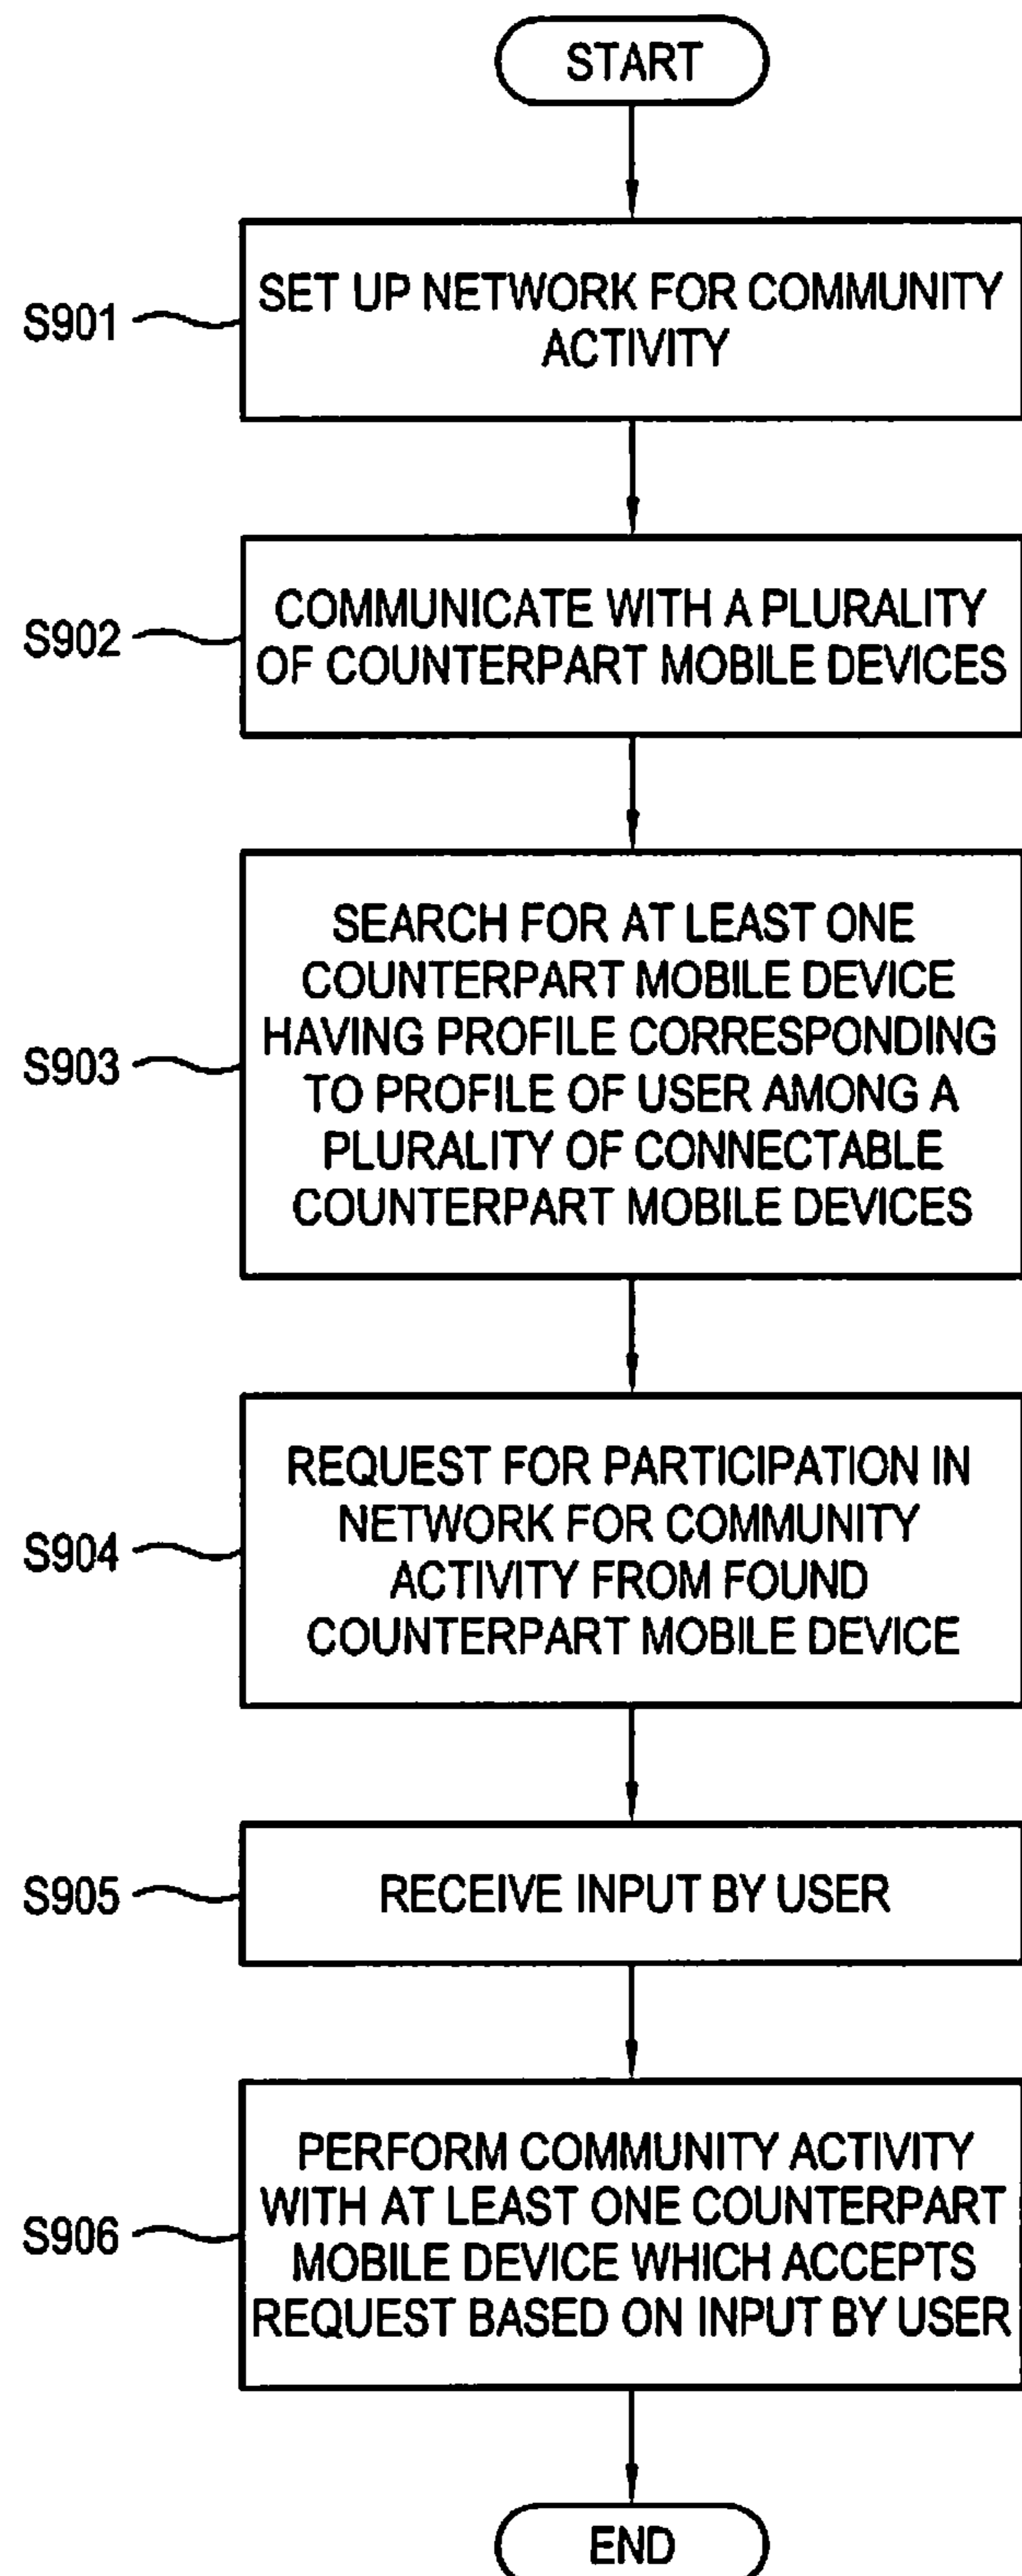 START
S901
SET UP NETWORK FOR COMMUNITY
ACTIVITY
S902
COMMUNICATE WITH A PLURALITY
OF COUNTERPART MOBILE DEVICES
S903
SEARCH FOR AT LEAST ONE
COUNTERPART MOBILE DEVICE
HAVING PROFILE CORRESPONDING
TO PROFILE OF USER AMONG A
PLURALITY OF CONNECTABLE
COUNTERPART MOBILE DEVICES
S904
REQUEST FOR PARTICIPATION IN
NETWORK FOR COMMUNITY
ACTIVITY FROM FOUND
COUNTERPART MOBILE DEVICE
S905
RECEIVE INPUT BY USER
S906
PERFORM COMMUNITY ACTIVITY
WITH AT LEAST ONE COUNTERPART
MOBILE DEVICE WHICH ACCEPTS
REQUEST BASED ON INPUT BY USER
END